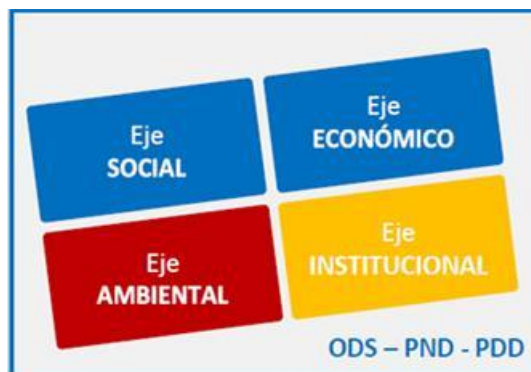 Eje
SOCIAL
Eje
ECONÓMICO
Eje
AMBIENTAL
Eje
INSTITUCIONAL
ODS – PND - PDD